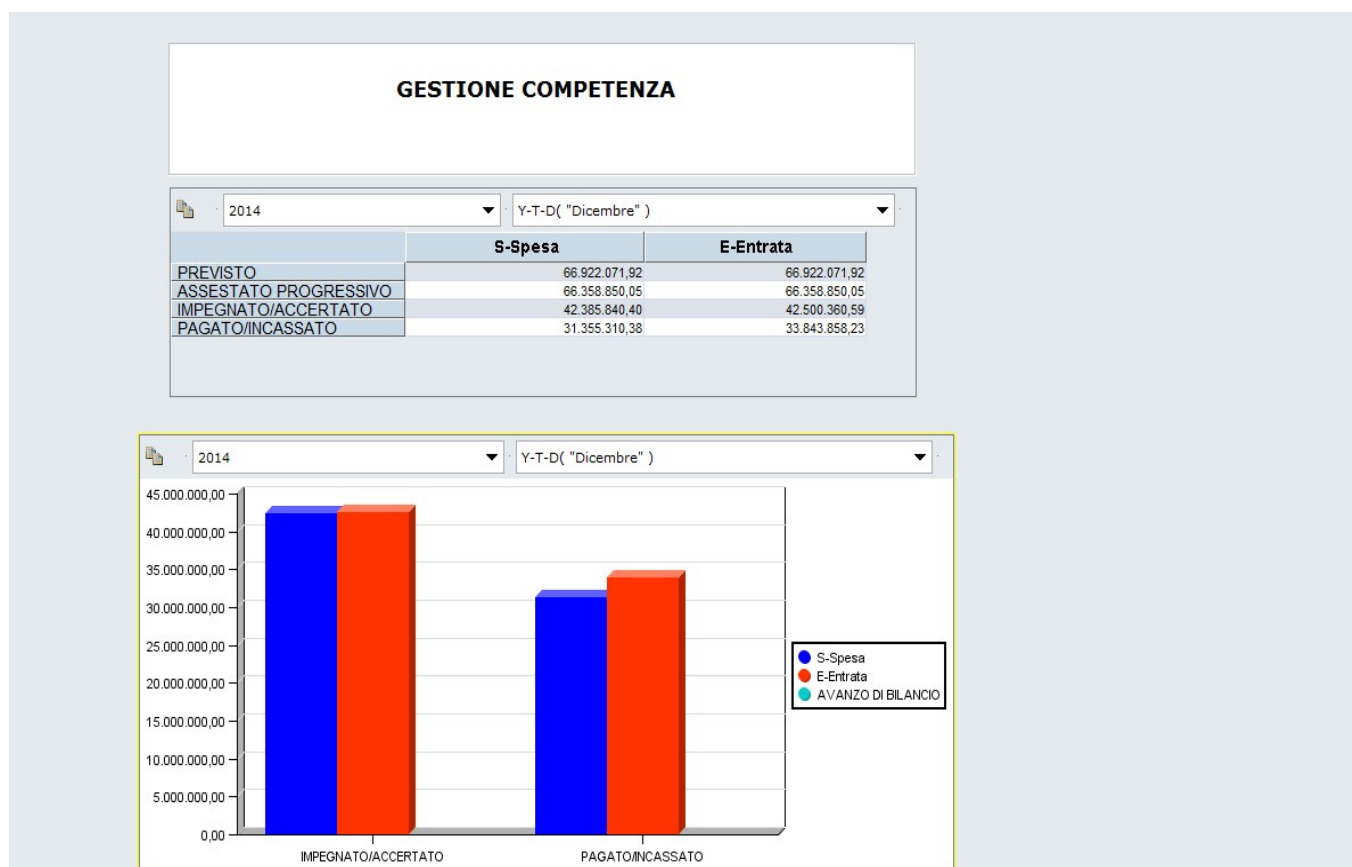 GESTIONE COMPETENZA
2014 Y-T-D( "Dicembre" )
S-Spesa E-Entrata
PREVISTO 66.922.071,92 66.922.071,92
ASSESTATO PROGRESSIVO 66.358.850,05 66.358.850,05
IMPEGNATO/ACCERTATO 42.385.840,40 42.500.360,59
PAGATO/INCASSATO 31.355.310,38 33.843.858,23
2014 Y-T-D( "Dicembre" )
45.000.000,00
40.000.000,00
35.000.000,00
30.000.000,00
25.000.000,00
20.000.000,00
15.000.000,00
10.000.000,00
5.000.000,00
0,00
IMPEGNATO/ACCERTATO PAGATO/INCASSATO
S-Spesa
E-Entrata
AVANZO DI BILANCIO